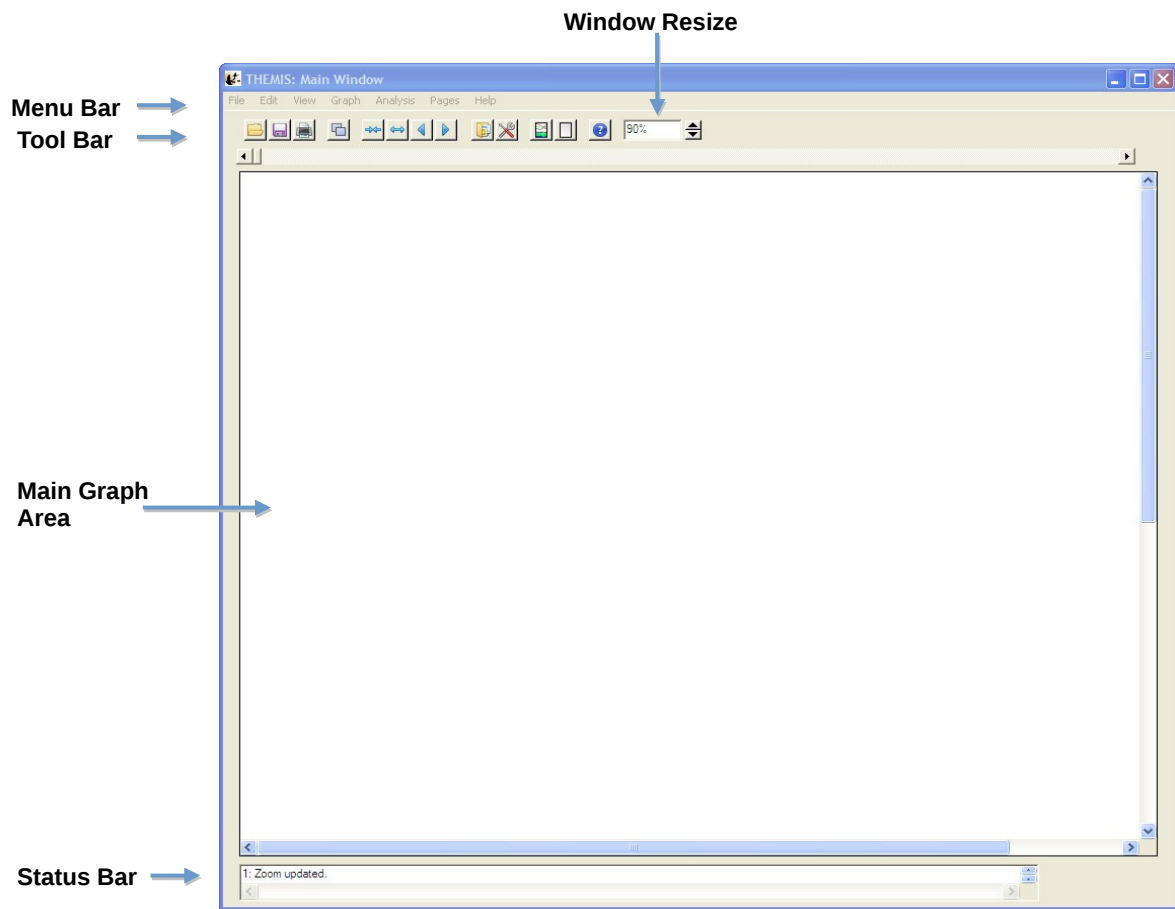 Window Resize
THEMIS: Main Window
Menu Bar
File Edit View Graph Analysis Pages Help
Tool Bar
90%
Main Graph
Area
Status Bar
1: Zoom updated.